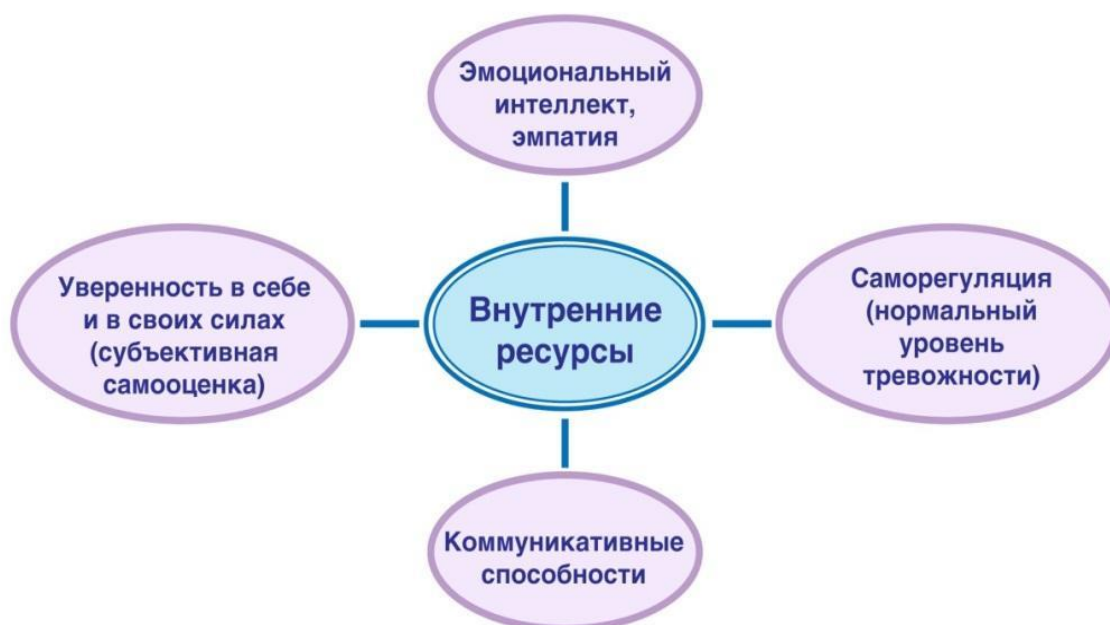 Эмоциональный
интеллект,
эмпатия
Уверенность в себе
и в своих силах
(субъективная
самооценка)
Внутренние
ресурсы
Саморегуляция
(нормальный
уровень
тревожности)
Коммуникативные
способности